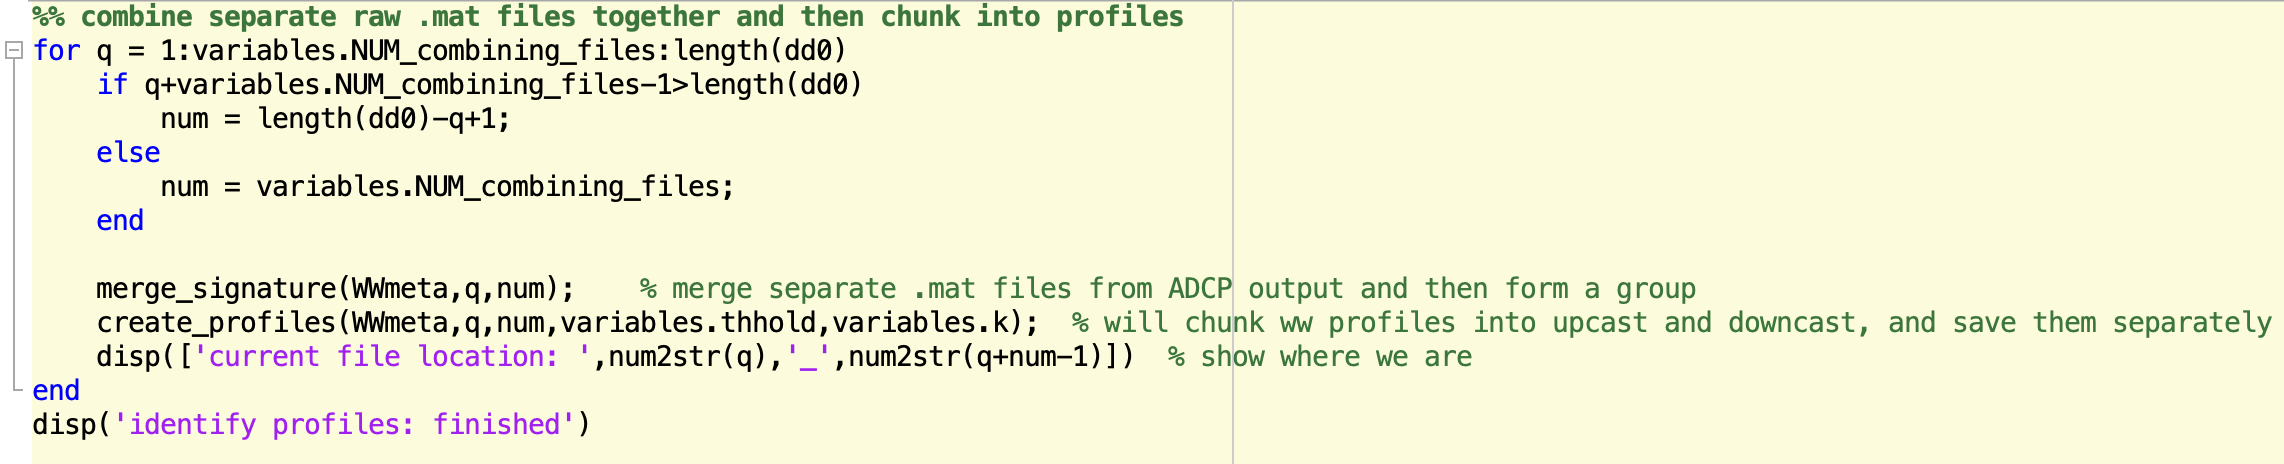 %% combine separate raw .mat files together and then chunk into profiles
for q = 1:variables.NUM_combining_files:length(dd0)
    if q+variables.NUM_combining_files-1>length(dd0)
        num = length(dd0)-q+1;
    else
        num = variables.NUM_combining_files;
    end
    merge_signature(WWmeta,q,num);    % merge separate .mat files from ADCP output and then form a group
    create_profiles(WWmeta,q,num,variables.thhold,variables.k);  % will chunk ww profiles into upcast and downcast, and save them separately
    disp(['current file location: ',num2str(q),'_',num2str(q+num-1)])  % show where we are
end
disp('identify profiles: finished')